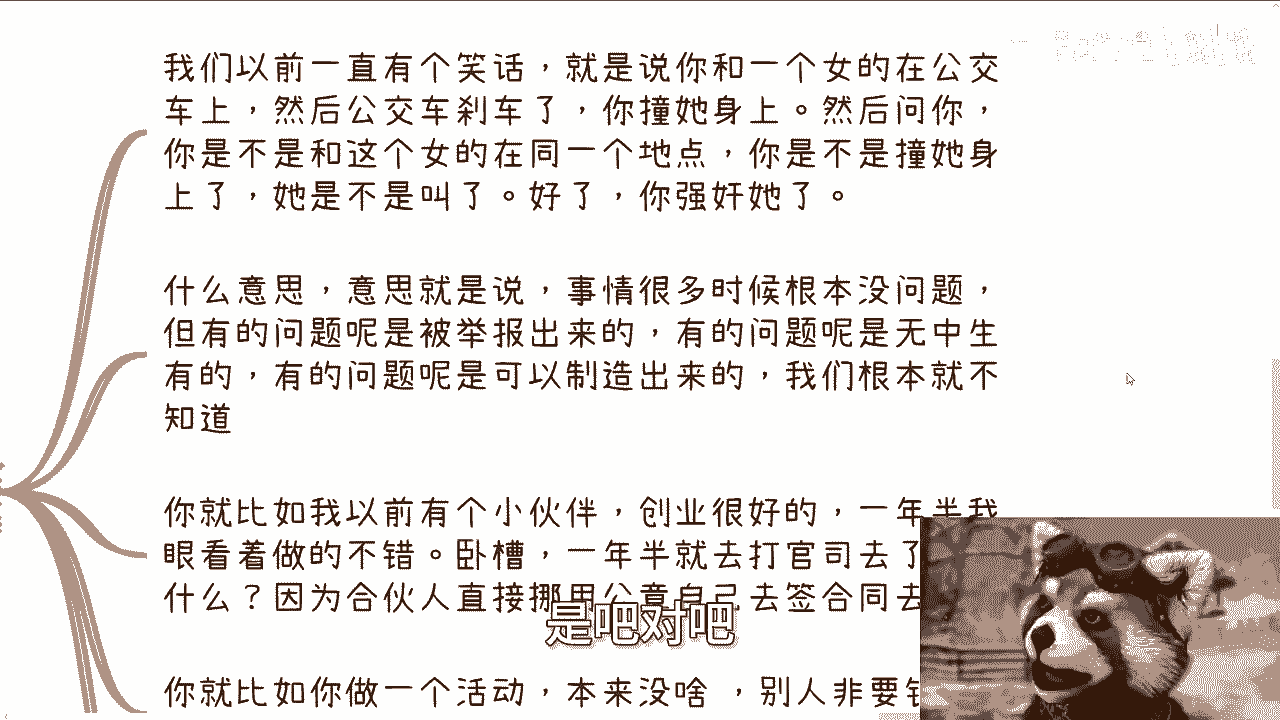 我们以前一直有个笑话，就是说你和一个女的在公交
车上，然后公交车刹车了，你撞她身上。然后问你，
你是不是和这个女的在同一个地点，你是不是撞她身
上了，她是不是叫了。好了，你强奸她了。
什么意思，意思就是说，事情很多时候根本没问题，
但有的问题呢是被举报出来的，有的问题呢是无中生
有的，有的问题呢是可以制造出来的，我们根本就不
知道
你就比如我以前有个小伙伴，创业很好的，一年半我
眼看着做的不错。卧槽，一年半就去打官司去了
什么？因为合伙人直接挪用公章自己去签合同去
是吧对吧
你就比如你做一个活动，本来没啥 ，别人非要